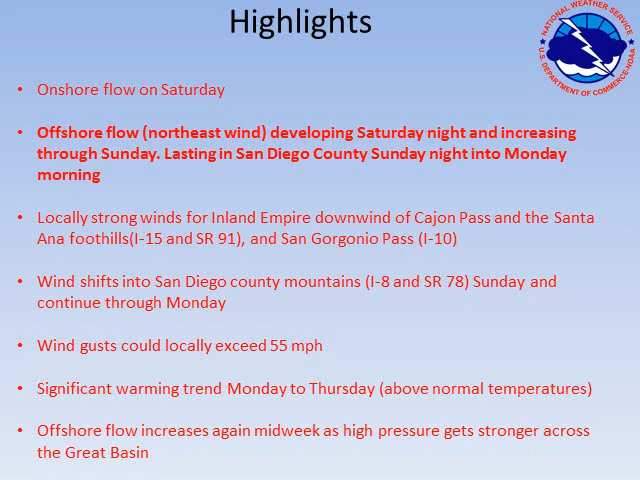 Highlights
NATIONAL WEATHER SERVICE
U.S. DEPARTMENT OF COMMERCE-NOAA
• Onshore flow on Saturday
• Offshore flow (northeast wind) developing Saturday night and increasing
through Sunday. Lasting in San Diego County Sunday night into Monday
morning
• Locally strong winds for Inland Empire downwind of Cajon Pass and the Santa
Ana foothills(I-15 and SR 91), and San Gorgonio Pass (I-10)
• Wind shifts into San Diego county mountains (I-8 and SR 78) Sunday and
continue through Monday
• Wind gusts could locally exceed 55 mph
• Significant warming trend Monday to Thursday (above normal temperatures)
• Offshore flow increases again midweek as high pressure gets stronger across
the Great Basin